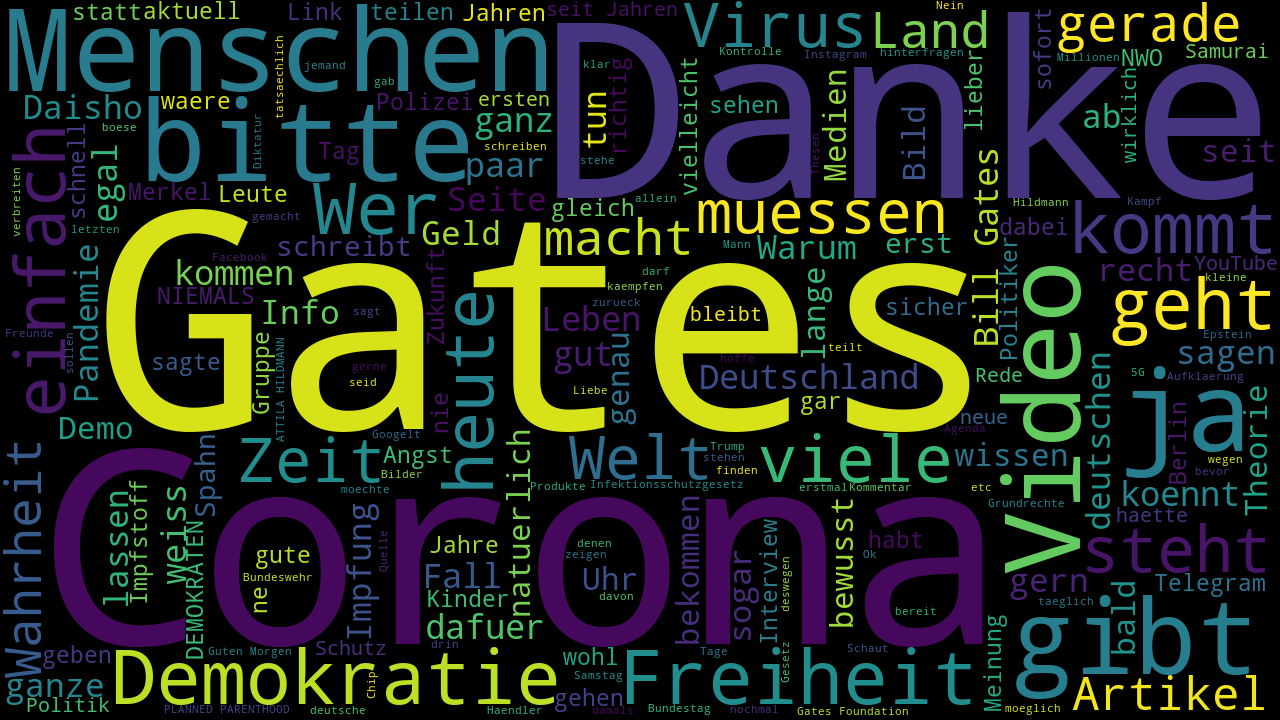 statt
aktuell
Link
teilen
Jahren
seit Jahren
Nein
Menschen
Virus
Land
gerade
Danke
Kontrolle
Instagram
hinterfragen
Millionen
NWO
Samurai
sofort
tatsaechlich
jemand
gab
klar
richtig
Daisho
waere
Polizei
ersten
bitte
boese
ganz
schreiben
tun
stehe
vielleicht
sehen
Medien
Thesen
Bild
lieber
ab
wirklich
seit
einfach
schnell
egal
Diktatur
Tag
paar
verbreiten
Merkel
Leute
Wer
Seite
gleich
allein
muessen
Bill Gates
Hildmann
Kampf
dabei
kommt
letzten
gemacht
schreibt
Geld
macht
Mann
Warum
erst
Pandemie
kommen
Facebook
NIEMALS
Info
Gates
Zukunft
heute
darf
kaempfen
zurueck
Leben
bleibt
lange
sicher
Politiker
recht
YouTube
kleine
geht
Freunde
sollen
sagte
Gruppe
ATTILA HILDMANN
sagt
gerne
seid
gut
genau
hoffe
teilt
Deutschland
Liebe
gar
Rede
Video
Epstein
sagen
5G
Aufklaerung
Demo
nie
neue
Agenda
deutschen
ja
Berlin
Theorie
Wahrheit
Spahn
Zeit
Googelt
Angst
Bilder
natuerlich
Welt
Trump
stehen
finden
viele
wissen
wegen
bevor
moechte
Produkte
Infektionsschutzgesetz
erstmal
Kommentar
etc
Grundrechte
koennt
haette
lassen
Impfstoff
Weiss
DEMOKRATEN
Corona
gute
Bundeswehr
ne
Impfung
Quelle
Jahre
Fall
Kinder
dafuer
denen
zeigen
Uhr
davon
bekommen
sogar
Interview
deswegen
bewusst
habt
Ok
bereit
steht
gern
Telegram
taeglich
bald
gibt
geben
Guten Morgen
Schutz
drin
wohl
Tage
Gesetz
Schaut
Meinung
ganze
Demokratie
Chip
Samstag
gehen
Freiheit
Artikel
Politik
PLANNED PARENTHOOD
deutsche
Haendler
damals
Bundestag
nochmal
Gates Foundation
moeglich